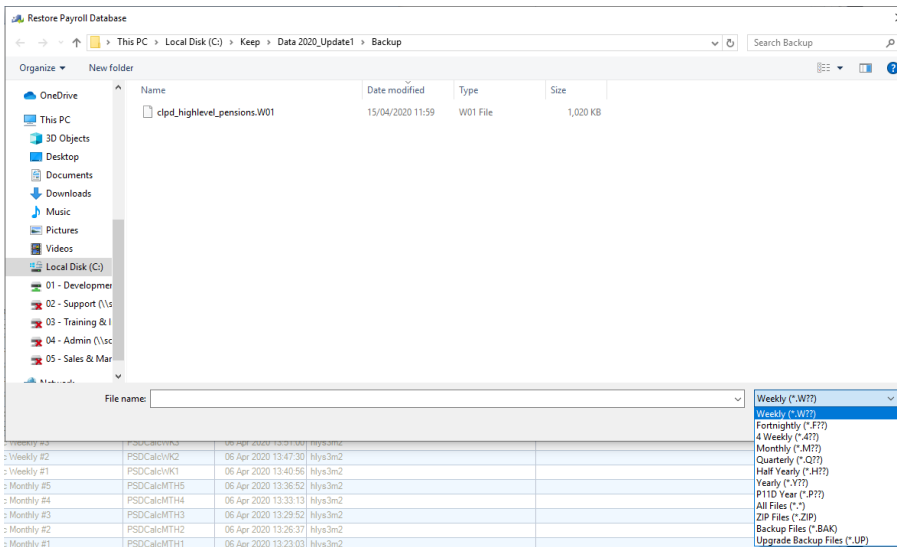 Restore Payroll Database
This PC > Local Disk (C:) > Keep > Data 2020_Update1 > Backup
Search Backup
Organize
New folder
Name
Date modified
Type
Size
clpd_highlevel_pensions.W01
15/04/2020 11:59
W01 File
1,020 KB
OneDrive
This PC
3D Objects
Desktop
Documents
Downloads
Music
Pictures
Videos
Local Disk (C:)
01 - Developmer
02 - Support (\\s
03 - Training & I
04 - Admin (\\sc
05 - Sales & Mar
Network
File name:
Weekly (*.W??)
Weekly (*.W??)
Fortnightly (*.F??)
4 Weekly (*.4??)
Monthly (*.M??)
Quarterly (*.Q??)
Half Yearly (*.H??)
Yearly (*.Y??)
P11D Year (*.P??)
All Files (*.*)
ZIP Files (*.ZIP)
Backup Files (*.BAK)
Upgrade Backup Files (*.UP)
Weekly #3 PSDCalcWK3 06 Apr 2020 13:51:00 hlys3m2
: Weekly #2 PSDCalcWK2 06 Apr 2020 13:47:30 hlys3m2
: Weekly #1 PSDCalcWK1 06 Apr 2020 13:40:56 hlys3m2
: Monthly #5 PSDCalcMTH5 06 Apr 2020 13:36:52 hlys3m2
: Monthly #4 PSDCalcMTH4 06 Apr 2020 13:33:13 hlys3m2
: Monthly #3 PSDCalcMTH3 06 Apr 2020 13:29:52 hlys3m2
: Monthly #2 PSDCalcMTH2 06 Apr 2020 13:26:37 hlys3m2
: Monthly #1 PSDCalcMTH1 06 Apr 2020 13:23:03 hlys3m2